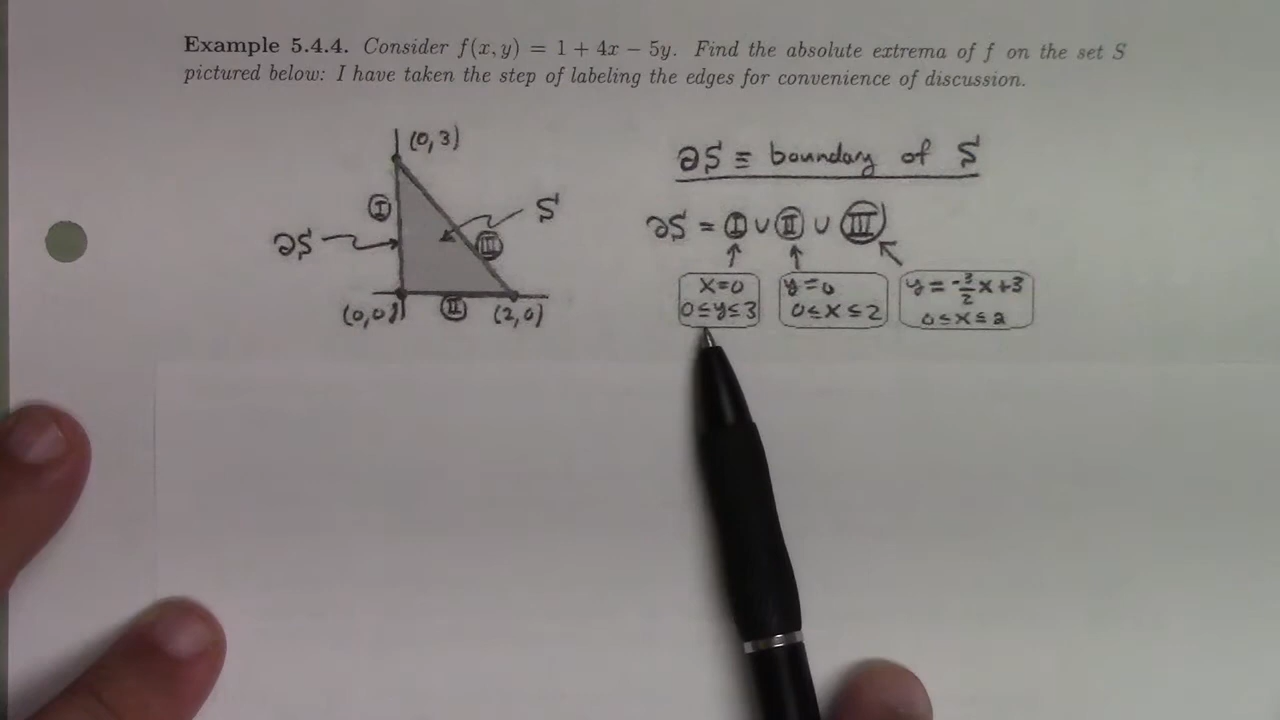 Example 5.4.4. Consider f(x, y) = 1 + 4x − 5y. Find the absolute extrema of f on the set S
pictured below: I have taken the step of labeling the edges for convenience of discussion.
(0,3)
I
S
∂S
III
(0,0)
II
(2,0)
∂S ≡ boundary of S
∂S = I ∪ II ∪ III
x=0
0≤y≤3
y=0
0≤x≤2
y = -3/2 x+3
0≤x≤2